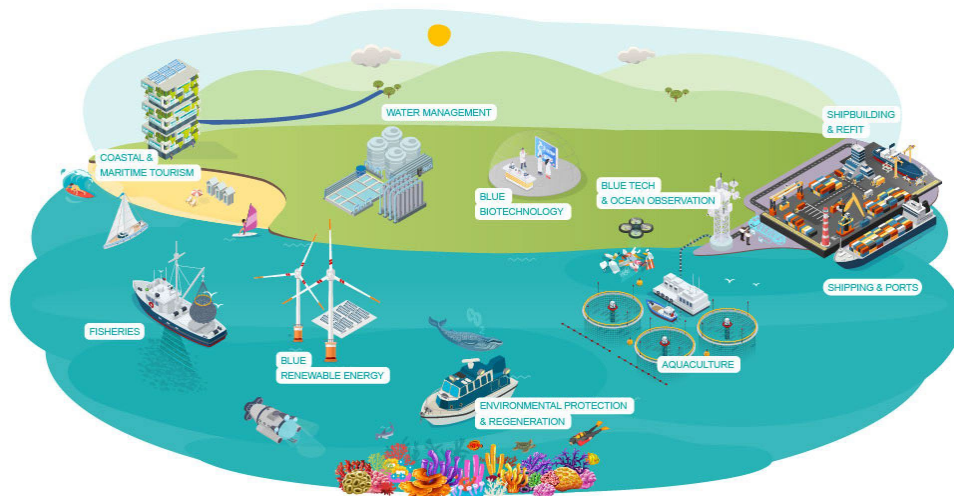 WATER MANAGEMENT
SHIPBUILDING
& REFIT
COASTAL &
MARITIME TOURISM
BLUE
BIOTECHNOLOGY
BLUE TECH
& OCEAN OBSERVATION
SHIPPING & PORTS
FISHERIES
BLUE
RENEWABLE ENERGY
AQUACULTURE
ENVIRONMENTAL PROTECTION
& REGENERATION